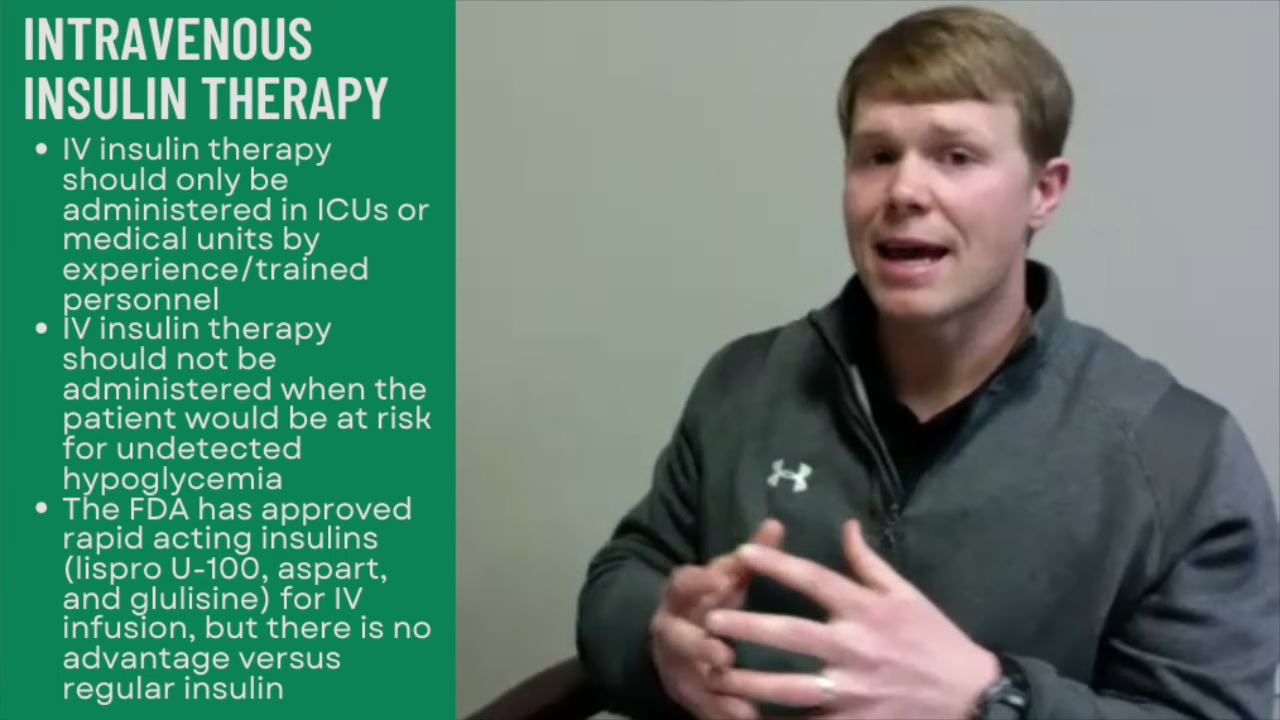 INTRAVENOUS
INSULIN THERAPY
• IV insulin therapy
should only be
administered in ICUs or
medical units by
experience/trained
personnel
• IV insulin therapy
should not be
administered when the
patient would be at risk
for undetected
hypoglycemia
• The FDA has approved
rapid acting insulins
(lispro U-100, aspart,
and glulisine) for IV
infusion, but there is no
advantage versus
regular insulin